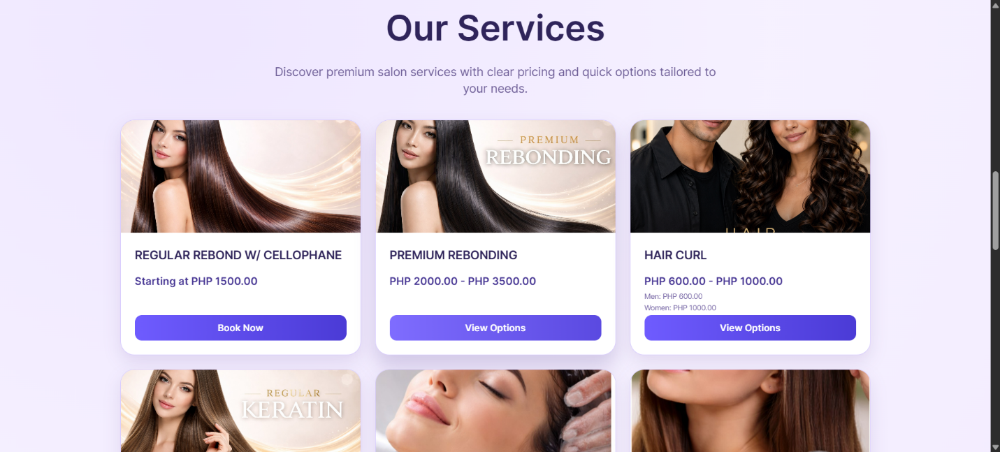 Our Services
Discover premium salon services with clear pricing and quick options tailored to
your needs.
PREMIUM
REBONDING
HAIR
REGULAR REBOND W/ CELLOPHANE
Starting at PHP 1500.00
Book Now
PREMIUM REBONDING
PHP 2000.00 - PHP 3500.00
View Options
HAIR CURL
PHP 600.00 - PHP 1000.00
Men: PHP 600.00
Women: PHP 1000.00
View Options
REGULAR
KERATIN